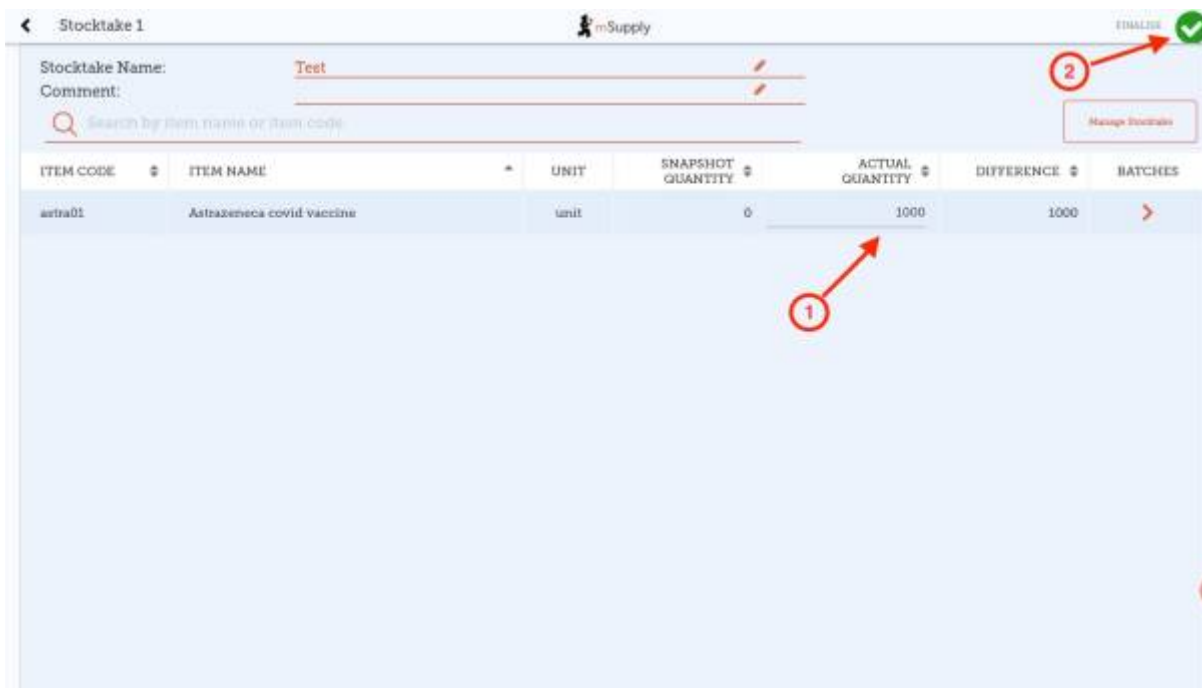 Stocktake 1
mSupply
FINALISE
2
Stocktake Name:
Test
Comment:
Search by item name or item code
Manage Stocktake
ITEM CODE
ITEM NAME
UNIT
SNAPSHOT
QUANTITY
ACTUAL
QUANTITY
DIFFERENCE
BATCHES
astra01
Astrazeneca covid vaccine
unit
0
1000
1000
1